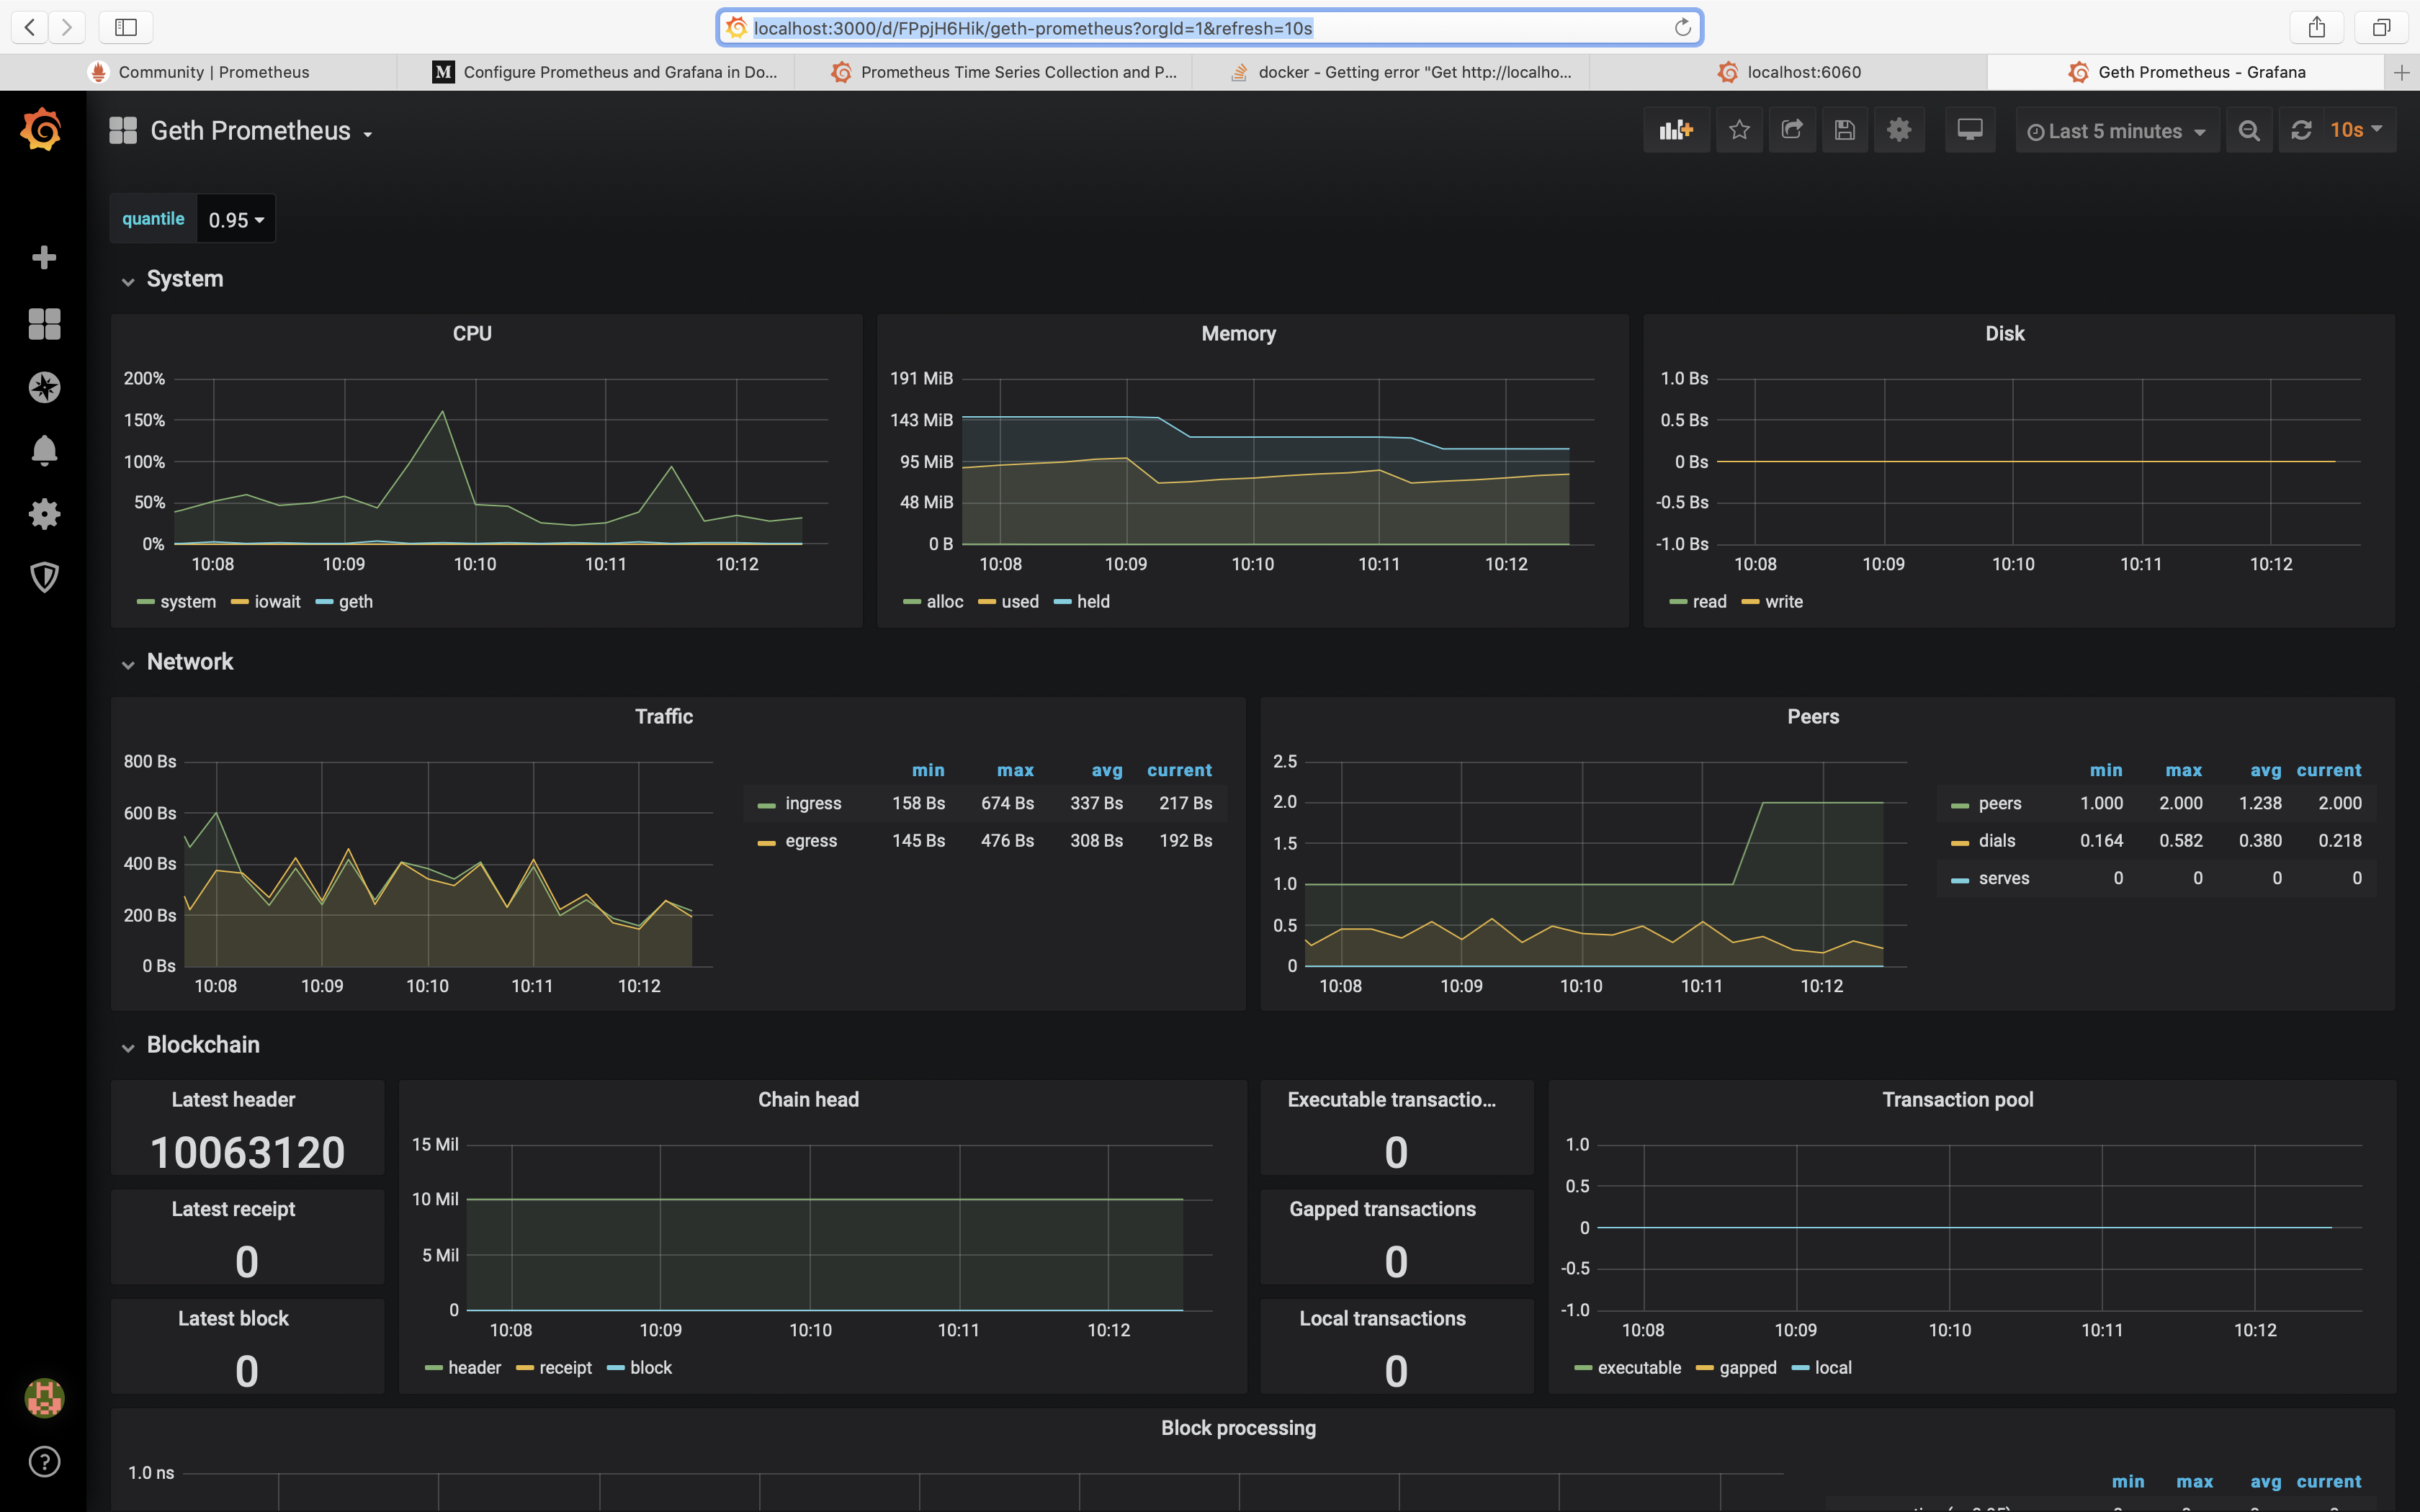 localhost:3000/d/FPpjH6Hik/geth-prometheus?orgId=1&refresh=10s
Community | Prometheus
M Configure Prometheus and Grafana in Do...
Prometheus Time Series Collection and P...
docker - Getting error "Get http://localho...
localhost:6060
Geth Prometheus - Grafana
Geth Prometheus
Last 5 minutes
10s
quantile 0.95
System
CPU
200%
150%
100%
50%
0%
10:08 10:09 10:10 10:11 10:12
system iowait geth
Memory
191 MiB
143 MiB
95 MiB
48 MiB
0 B
10:08 10:09 10:10 10:11 10:12
alloc used held
Disk
1.0 Bs
0.5 Bs
0 Bs
-0.5 Bs
-1.0 Bs
10:08 10:09 10:10 10:11 10:12
read write
Network
Traffic
800 Bs
600 Bs
400 Bs
200 Bs
0 Bs
10:08 10:09 10:10 10:11 10:12
min max avg current
ingress 158 Bs 674 Bs 337 Bs 217 Bs
egress 145 Bs 476 Bs 308 Bs 192 Bs
Peers
2.5
2.0
1.5
1.0
0.5
0
10:08 10:09 10:10 10:11 10:12
min max avg current
peers 1.000 2.000 1.238 2.000
dials 0.164 0.582 0.380 0.218
serves 0 0 0 0
Blockchain
Latest header
10063120
Latest receipt
0
Latest block
0
Chain head
15 Mil
10 Mil
5 Mil
0
10:08 10:09 10:10 10:11 10:12
header receipt block
Executable transactio...
0
Gapped transactions
0
Local transactions
0
Transaction pool
1.0
0.5
0
-0.5
-1.0
10:08 10:09 10:10 10:11 10:12
executable gapped local
Block processing
1.0 ns
min max avg current